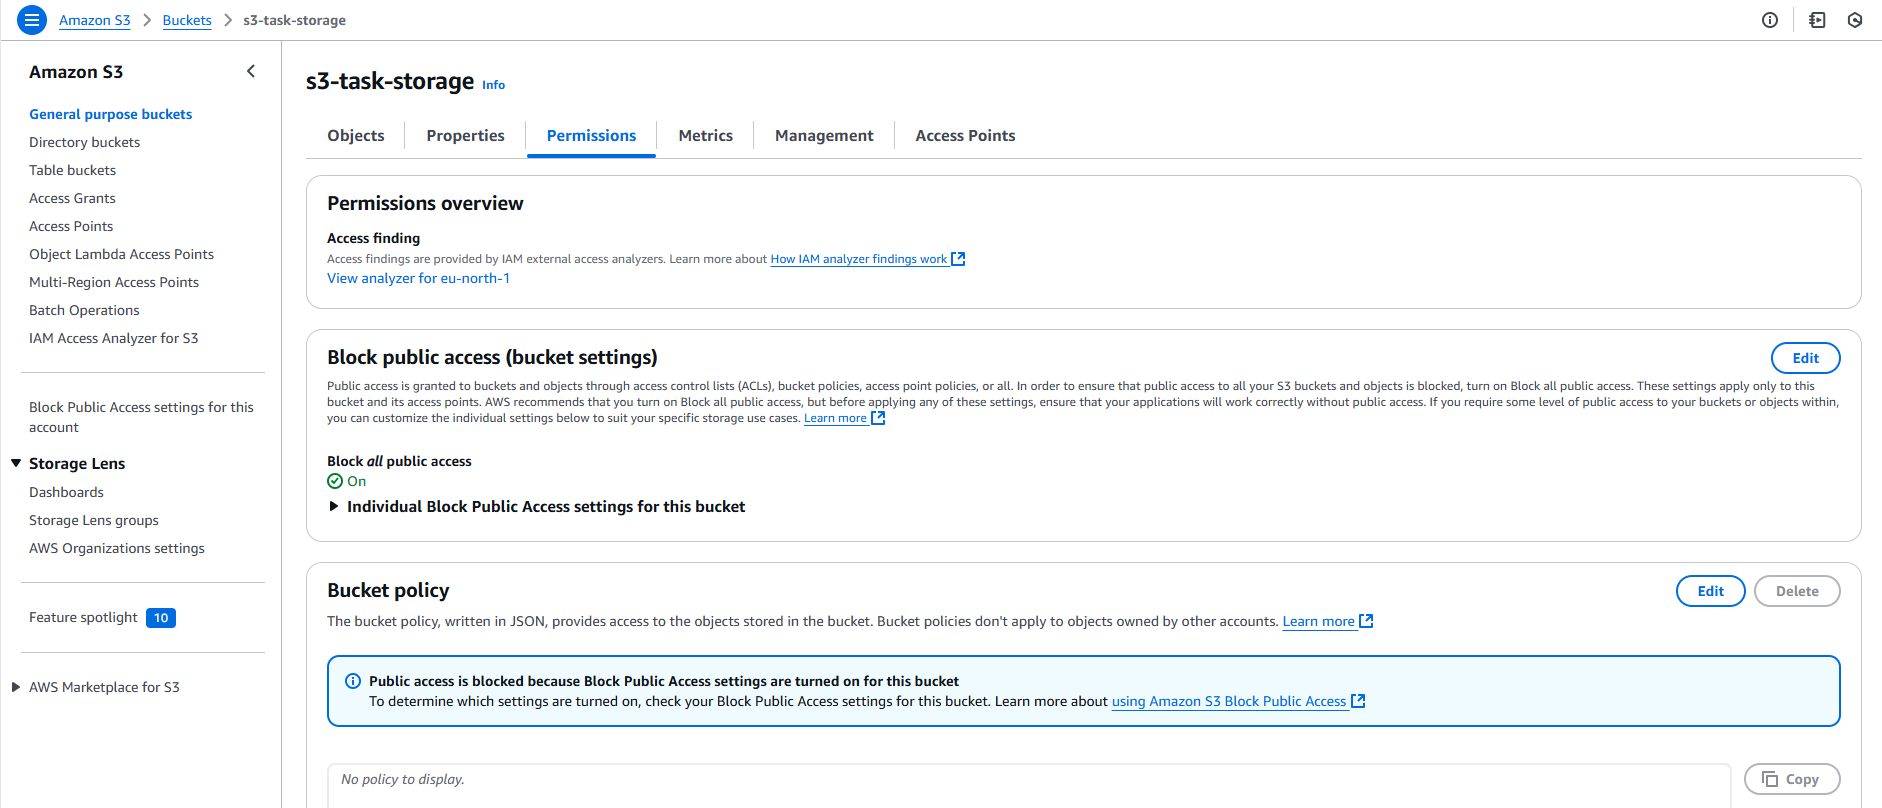 Amazon S3 > Buckets > s3-task-storage
Amazon S3
General purpose buckets
Directory buckets
Table buckets
Access Grants
Access Points
Object Lambda Access Points
Multi-Region Access Points
Batch Operations
IAM Access Analyzer for S3
Block Public Access settings for this
account
Storage Lens
Dashboards
Storage Lens groups
AWS Organizations settings
Feature spotlight 10
AWS Marketplace for S3
s3-task-storage Info
Objects Properties Permissions Metrics Management Access Points
Permissions overview
Access finding
Access findings are provided by IAM external access analyzers. Learn more about How IAM analyzer findings work
View analyzer for eu-north-1
Block public access (bucket settings) Edit
Public access is granted to buckets and objects through access control lists (ACLs), bucket policies, access point policies, or all. In order to ensure that public access to all your S3 buckets and objects is blocked, turn on Block all public access. These settings apply only to this
bucket and its access points. AWS recommends that you turn on Block all public access, but before applying any of these settings, ensure that your applications will work correctly without public access. If you require some level of public access to your buckets or objects within,
you can customize the individual settings below to suit your specific storage use cases. Learn more
Block all public access
On
Individual Block Public Access settings for this bucket
Bucket policy Edit Delete
The bucket policy, written in JSON, provides access to the objects stored in the bucket. Bucket policies don't apply to objects owned by other accounts. Learn more
Public access is blocked because Block Public Access settings are turned on for this bucket
To determine which settings are turned on, check your Block Public Access settings for this bucket. Learn more about using Amazon S3 Block Public Access
No policy to display. Copy